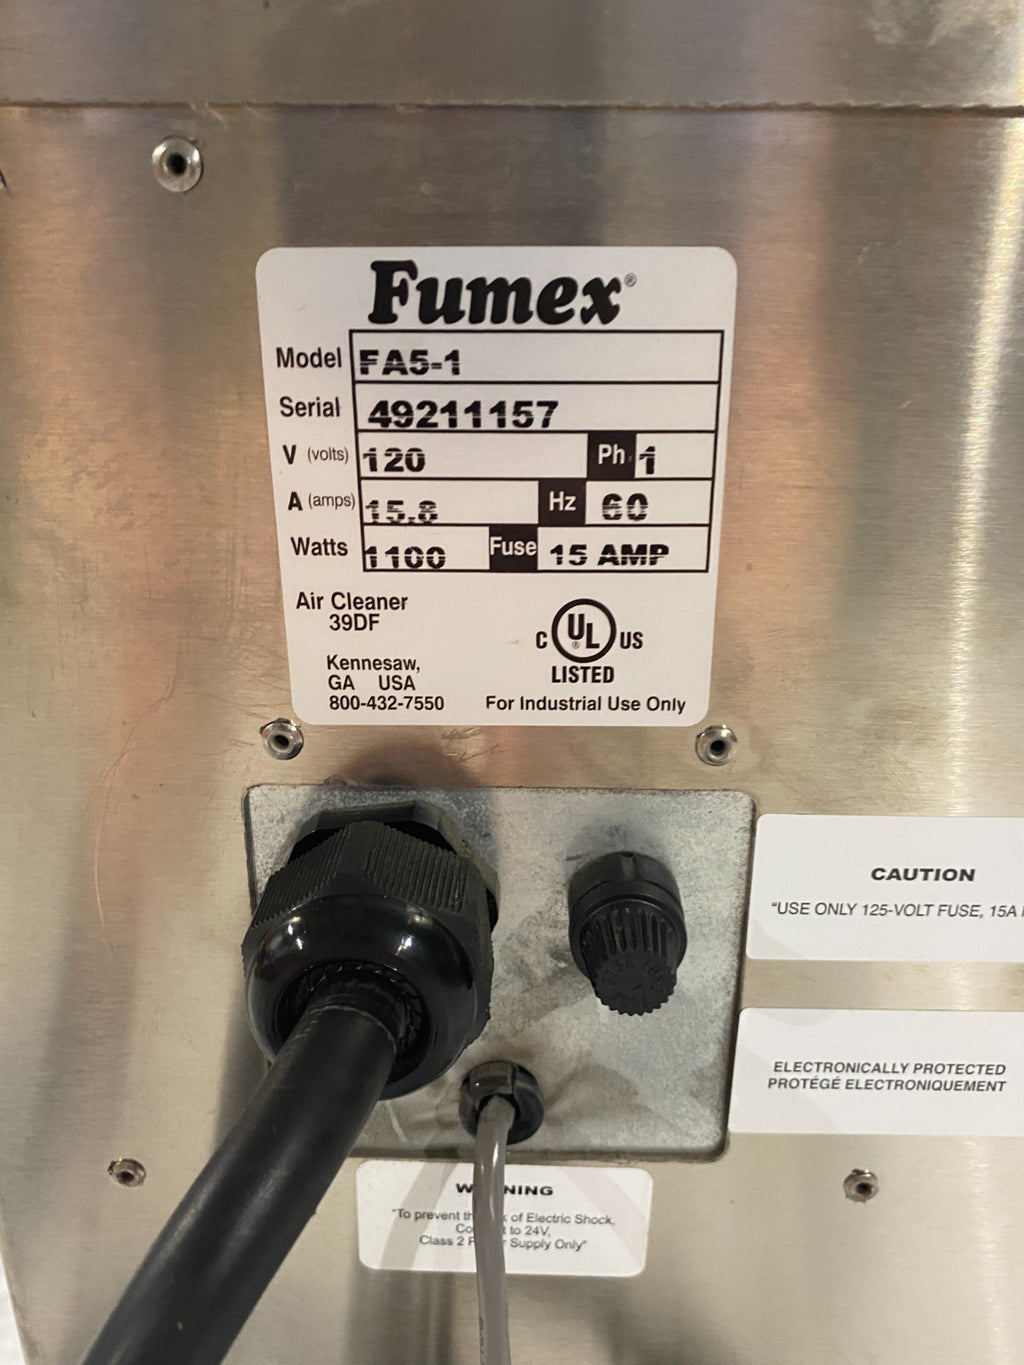 Fumex®
Model FA5-1
Serial 49211157
V (volts) 120 Ph 1
A (amps) 15.8 Hz 60
Watts 1100 Fuse 15 AMP
Air Cleaner
39DF
C UL® US
LISTED
Kennesaw,
GA USA
800-432-7550
For Industrial Use Only
CAUTION
"USE ONLY 125-VOLT FUSE, 15A
ELECTRONICALLY PROTECTED
PROTÉGÉ ELECTRONIQUEMENT
"To prevent of Electric Shock,
to 24V,
Class 2 Supply Only"